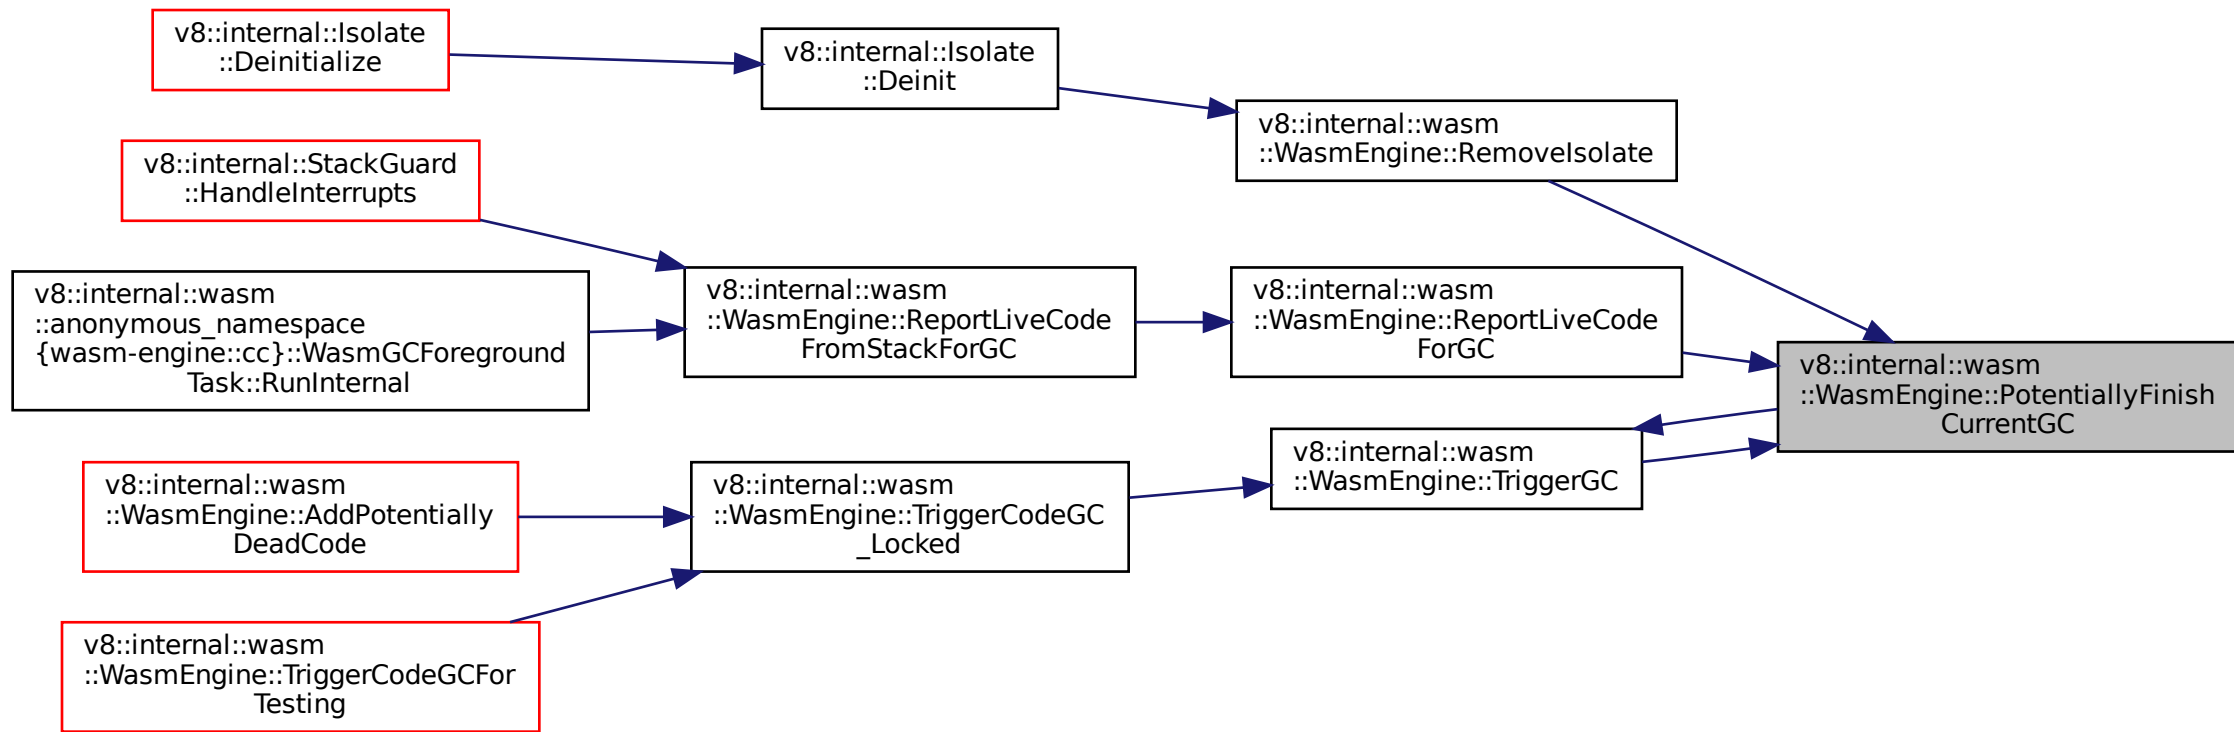 v8::internal::Isolate
::Deinitialize
v8::internal::Isolate
::Deinit
v8::internal::wasm
::WasmEngine::RemoveIsolate
v8::internal::StackGuard
::HandleInterrupts
v8::internal::wasm
::anonymous_namespace
{wasm-engine::cc}::WasmGCForeground
Task::RunInternal
v8::internal::wasm
::WasmEngine::ReportLiveCode
FromStackForGC
v8::internal::wasm
::WasmEngine::ReportLiveCode
ForGC
v8::internal::wasm
::WasmEngine::PotentiallyFinish
CurrentGC
v8::internal::wasm
::WasmEngine::TriggerGC
v8::internal::wasm
::WasmEngine::AddPotentially
DeadCode
v8::internal::wasm
::WasmEngine::TriggerCodeGC
_Locked
v8::internal::wasm
::WasmEngine::TriggerCodeGCFor
Testing